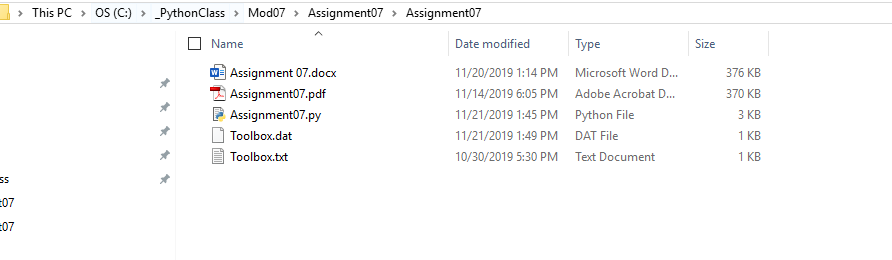 This PC > OS (C:) > _PythonClass > Mod07 > Assignment07 > Assignment07
Name Date modified Type Size
Assignment 07.docx 11/20/2019 1:14 PM Microsoft Word D... 376 KB
Assignment07.pdf 11/14/2019 6:05 PM Adobe Acrobat D... 370 KB
Assignment07.py 11/21/2019 1:45 PM Python File 3 KB
Toolbox.dat 11/21/2019 1:49 PM DAT File 1 KB
Toolbox.txt 10/30/2019 5:30 PM Text Document 1 KB
ss
t07
t07